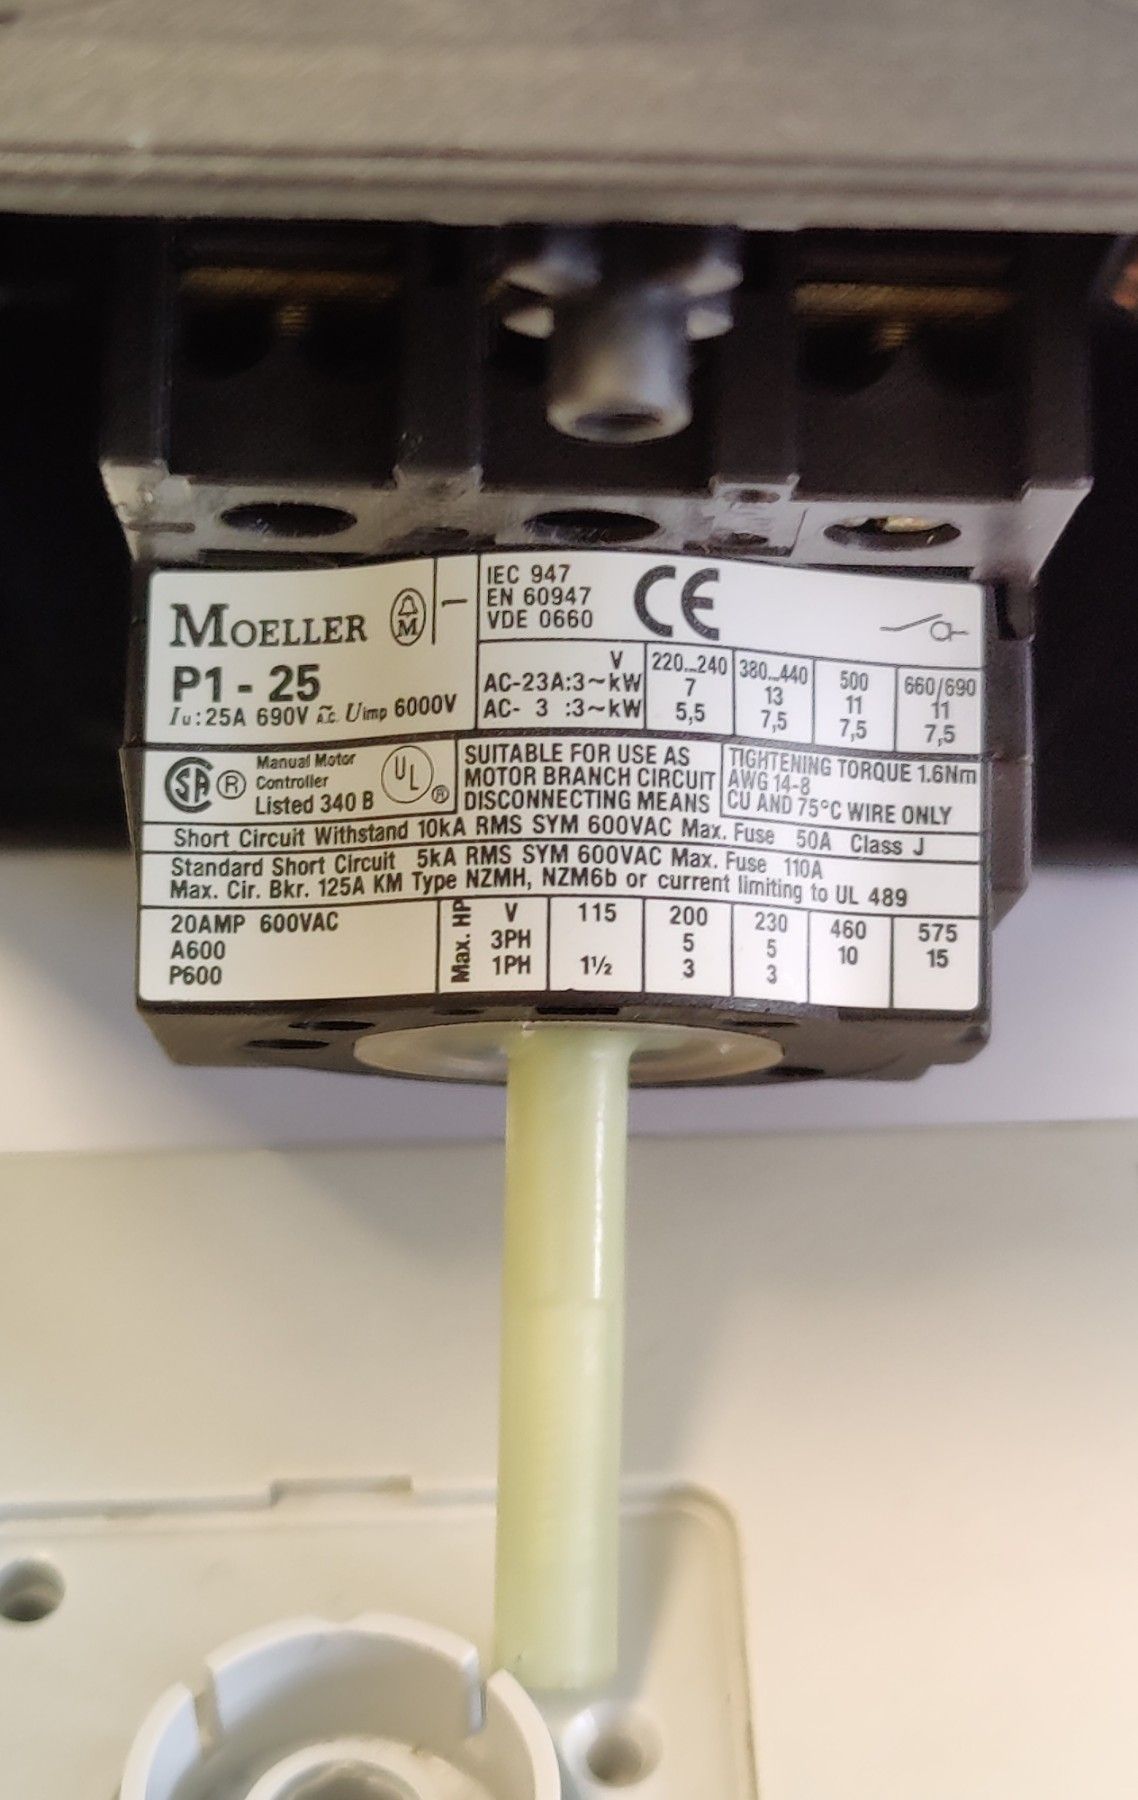 MOELLER M
P1-25
Iu:25A 690V a.c. Uimp 6000V
IEC 947
EN 60947
VDE 0660
CE
V 220...240 380...440 500 660/690
AC-23A:3~kW 7 13 11 11
AC- 3 :3~kW 5,5 7,5 7,5 7,5
SA ® Manual Motor
Controller
Listed 340 B
UL ®
SUITABLE FOR USE AS
MOTOR BRANCH CIRCUIT
DISCONNECTING MEANS
TIGHTENING TORQUE 1.6Nm
AWG 14-8
CU AND 75°C WIRE ONLY
Short Circuit Withstand 10kA RMS SYM 600VAC Max. Fuse 50A Class J
Standard Short Circuit 5kA RMS SYM 600VAC Max. Fuse 110A
Max. Cir. Bkr. 125A KM Type NZMH, NZM6b or current limiting to UL 489
20AMP 600VAC
A600
P600
Max. HP
V 115 200 230 460 575
3PH 5 5 10 15
1PH 1½ 3 3